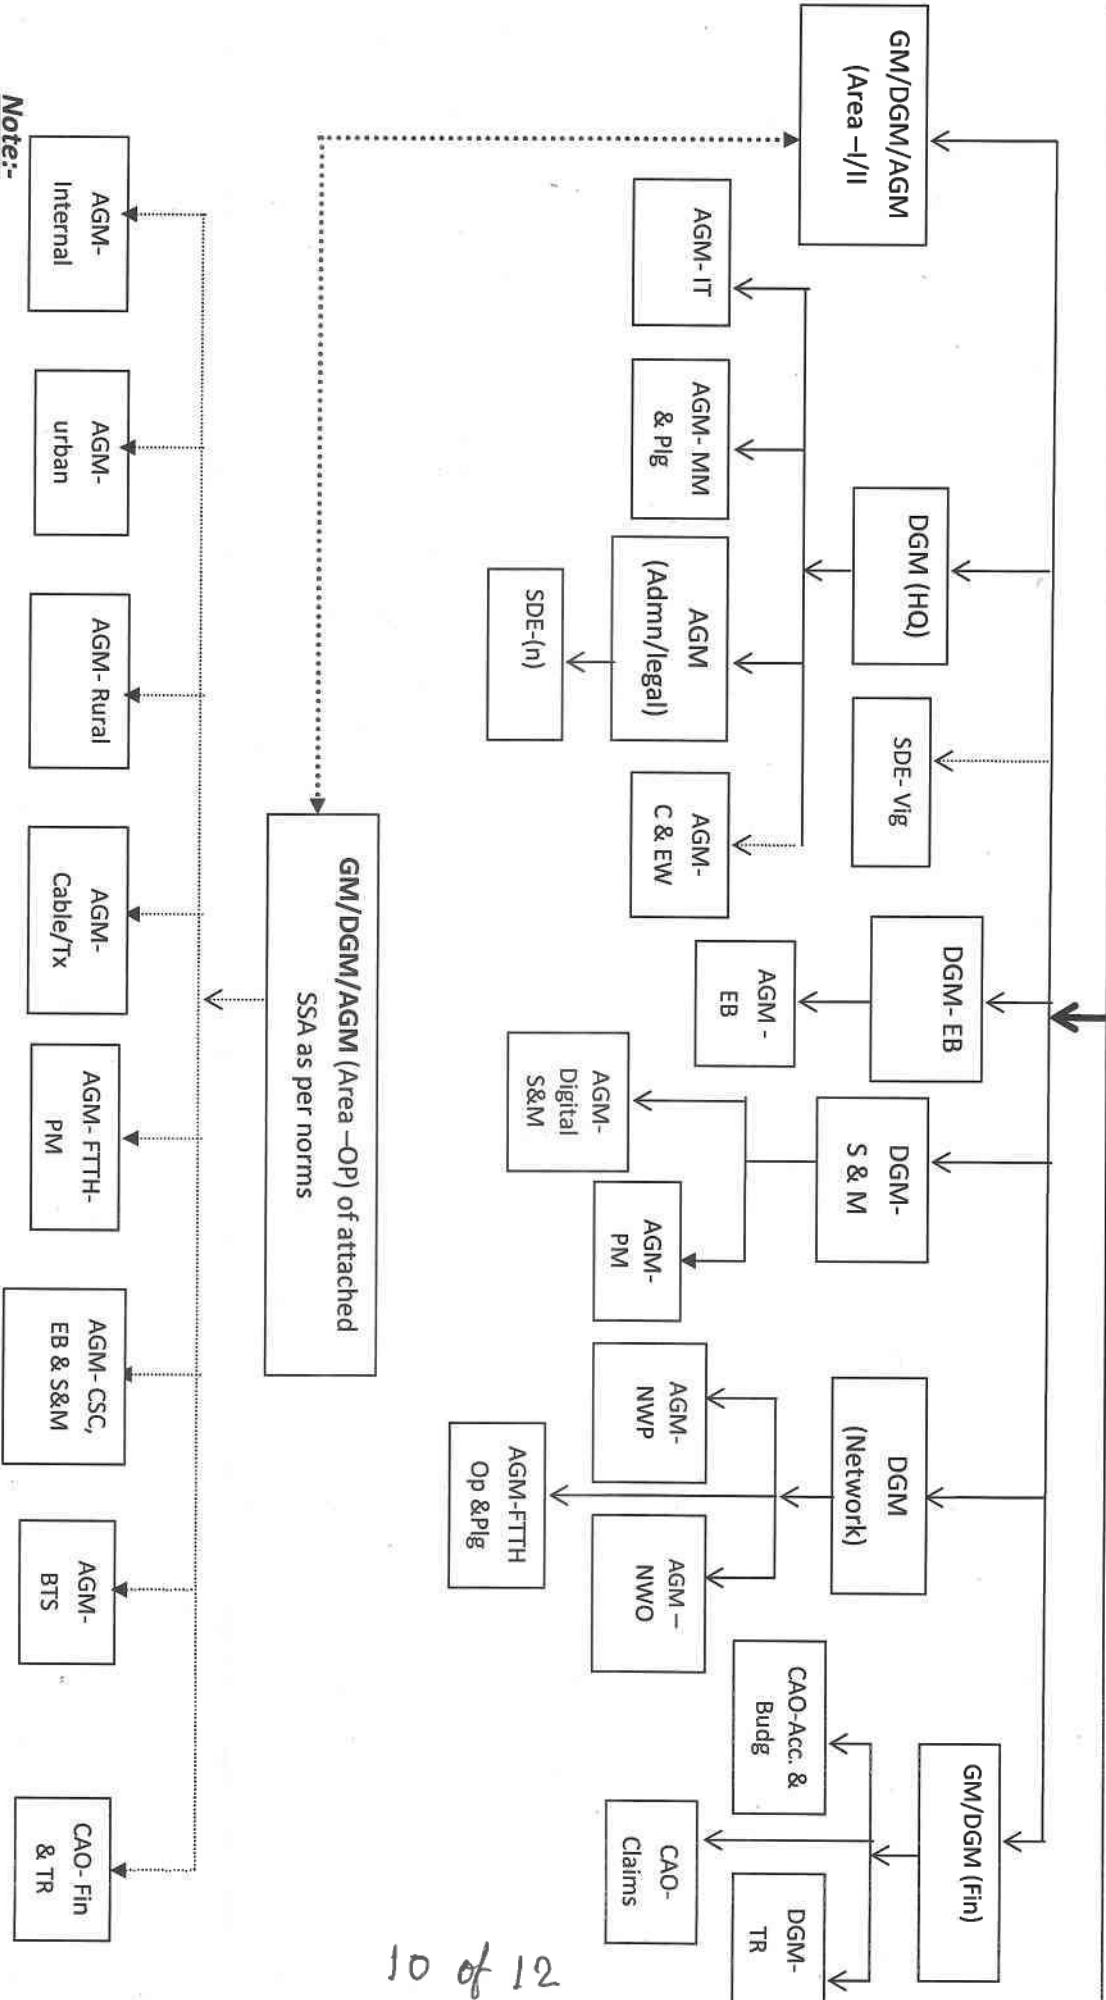 GM/DGM/AGM
(Area –I/II)
DGM (HQ)
SDE- Vig
DGM- EB
DGM-
S & M
DGM
(Network)
GM/DGM (Fin)
AGM- IT
AGM- MM
& Plg
AGM
(Admn/legal)
AGM-
C & EW
SDE-(n)
AGM -
EB
AGM-
Digital
S&M
AGM-
PM
AGM-
NWP
AGM –
NWO
AGM-FTTH
Op &Plg
CAO-Acc. &
Budg
CAO-
Claims
DGM-
TR
GM/DGM/AGM (Area –OP) of attached
SSA as per norms
AGM-
Internal
AGM-
urban
AGM- Rural
AGM-
Cable/Tx
AGM- FTTH-
PM
AGM- CSC,
EB & S&M
AGM-
BTS
CAO- Fin
& TR
Note:-
10 of 12